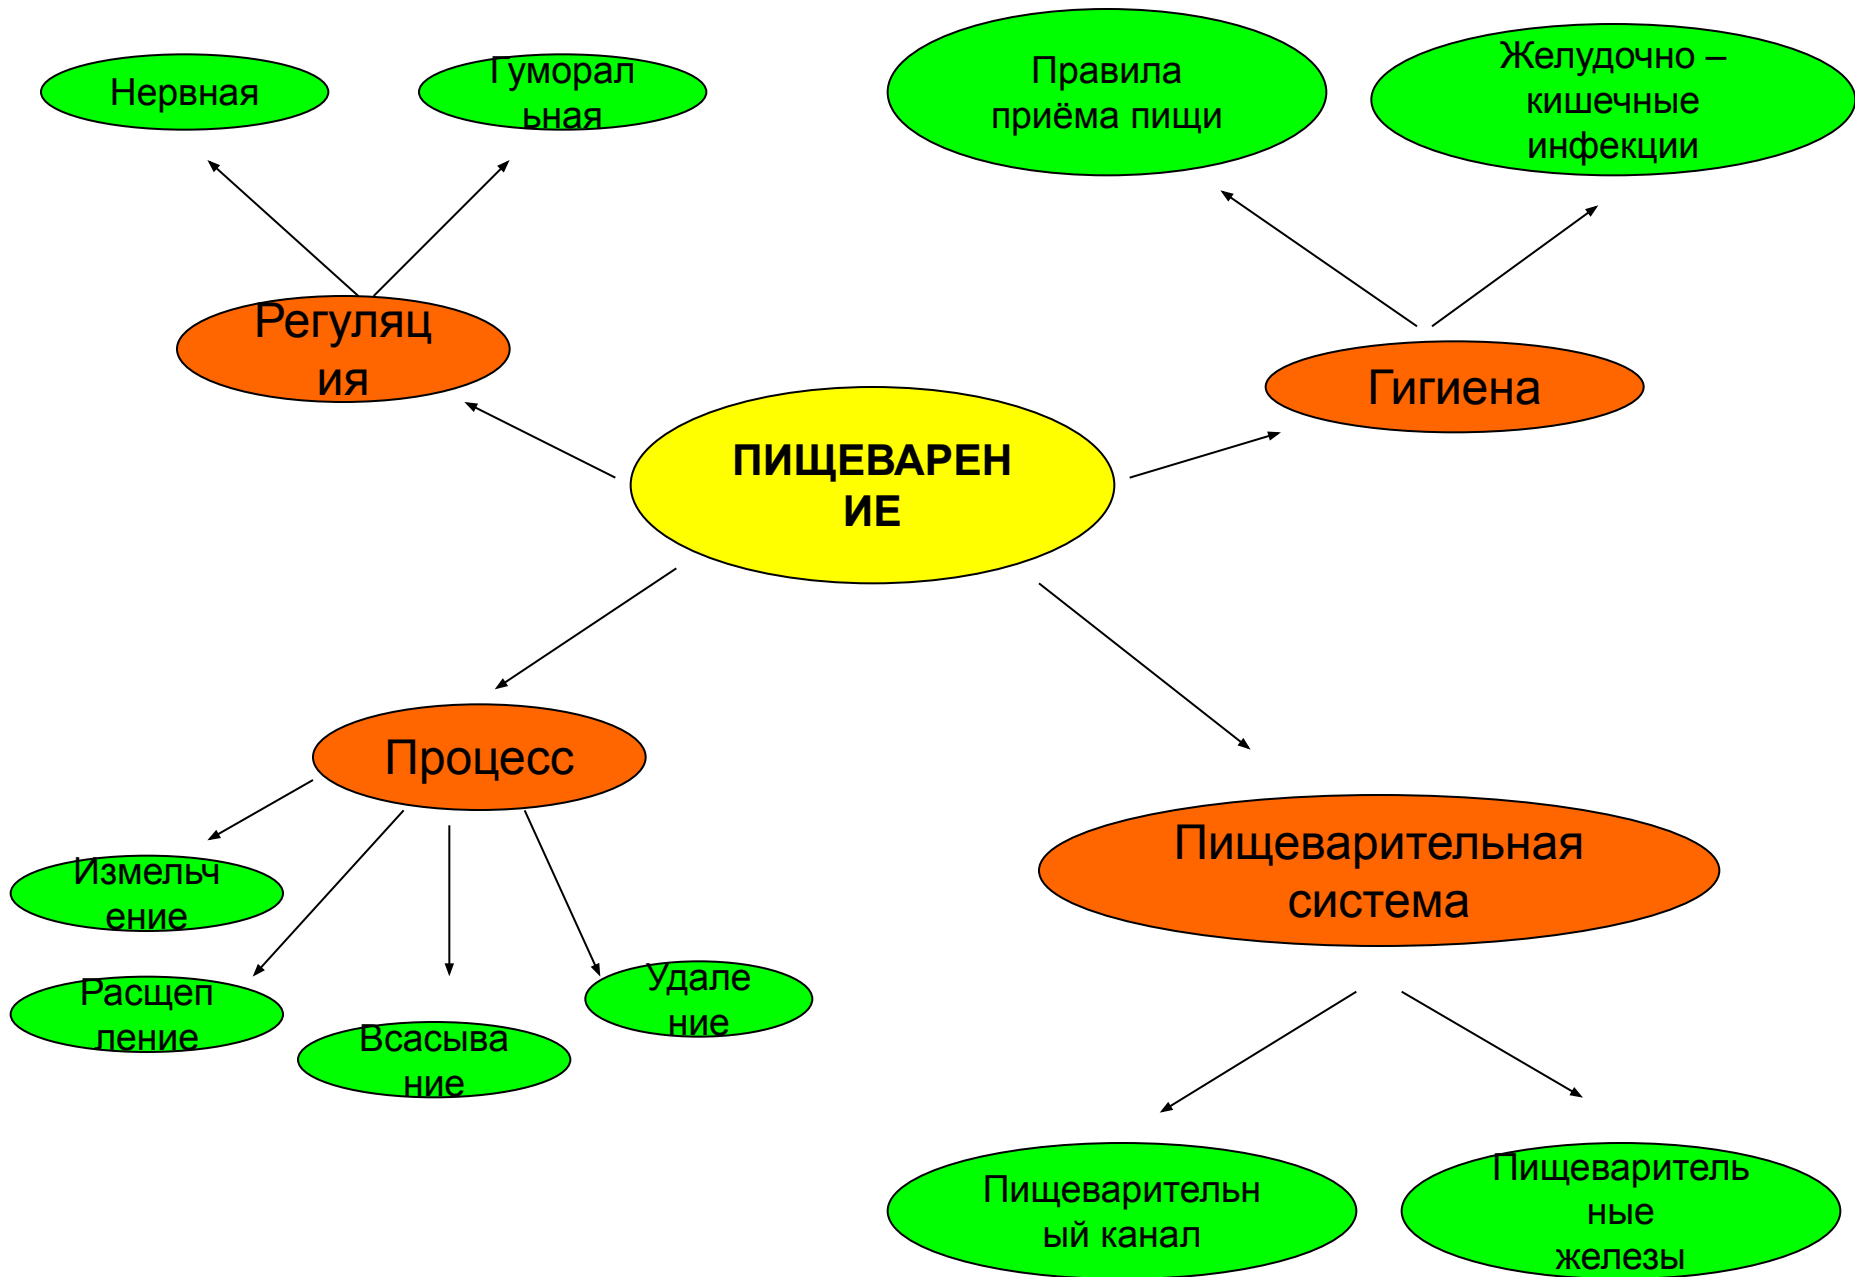 Нервная
Гуморал
ьная
Правила
приёма пищи
Желудочно –
кишечные
инфекции
Регуляц
ия
Гигиена
ПИЩЕВАРЕН
ИЕ
Процесс
Пищеварительная
система
Измельч
ение
Расщеп
ление
Всасыва
ние
Удале
ние
Пищеварительн
ый канал
Пищеваритель
ные
железы